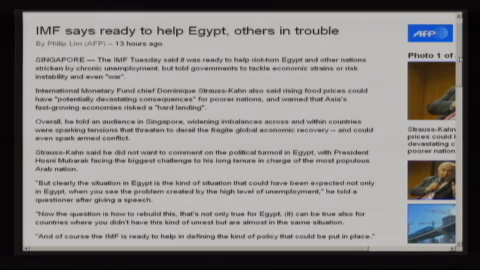 IMF says ready to help Egypt, others in trouble
By Philip Lim (AFP) – 13 hours ago
AFP
Photo 1 of
SINGAPORE — The IMF Tuesday said it was ready to help riot-torn Egypt and other nations
stricken by chronic unemployment, but told governments to tackle economic strains or risk
instability and even "war".
International Monetary Fund chief Dominique Strauss-Kahn also said rising food prices could
have "potentially devastating consequences" for poorer nations, and warned that Asia's
fast-growing economies risked a "hard landing".
Overall, he told an audience in Singapore, widening imbalances across and within countries
were sparking tensions that threaten to derail the fragile global economic recovery -- and could
even spark armed conflict.
Strauss-Kahn said he did not want to comment on the political turmoil in Egypt, with President
Hosni Mubarak facing the biggest challenge to his long tenure in charge of the most populous
Arab nation.
"But clearly the situation in Egypt is the kind of situation that could have been expected not only
in Egypt, when you see the problem created by the high level of unemployment," he told a
questioner after giving a speech.
"Now the question is how to rebuild this, that's not only true for Egypt, (it) can be true also for
countries where you didn't have this kind of unrest but are almost in the same situation.
"And of course the IMF is ready to help in defining the kind of policy that could be put in place."
Strauss-Kahn
prices could h
devastating c
poorer nation